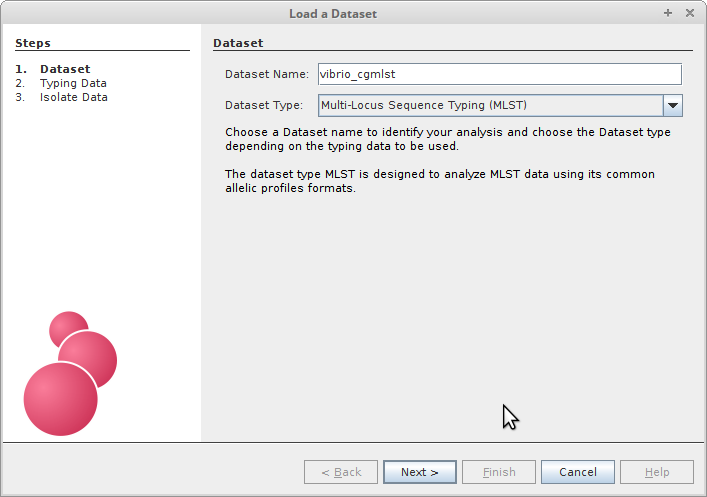 Load a Dataset
Steps
1. Dataset
2. Typing Data
3. Isolate Data
Dataset
Dataset Name: vibrio_cgmlst
Dataset Type: Multi-Locus Sequence Typing (MLST)
Choose a Dataset name to identify your analysis and choose the Dataset type
depending on the typing data to be used.
The dataset type MLST is designed to analyze MLST data using its common
allelic profiles formats.
< Back Next > Finish Cancel Help